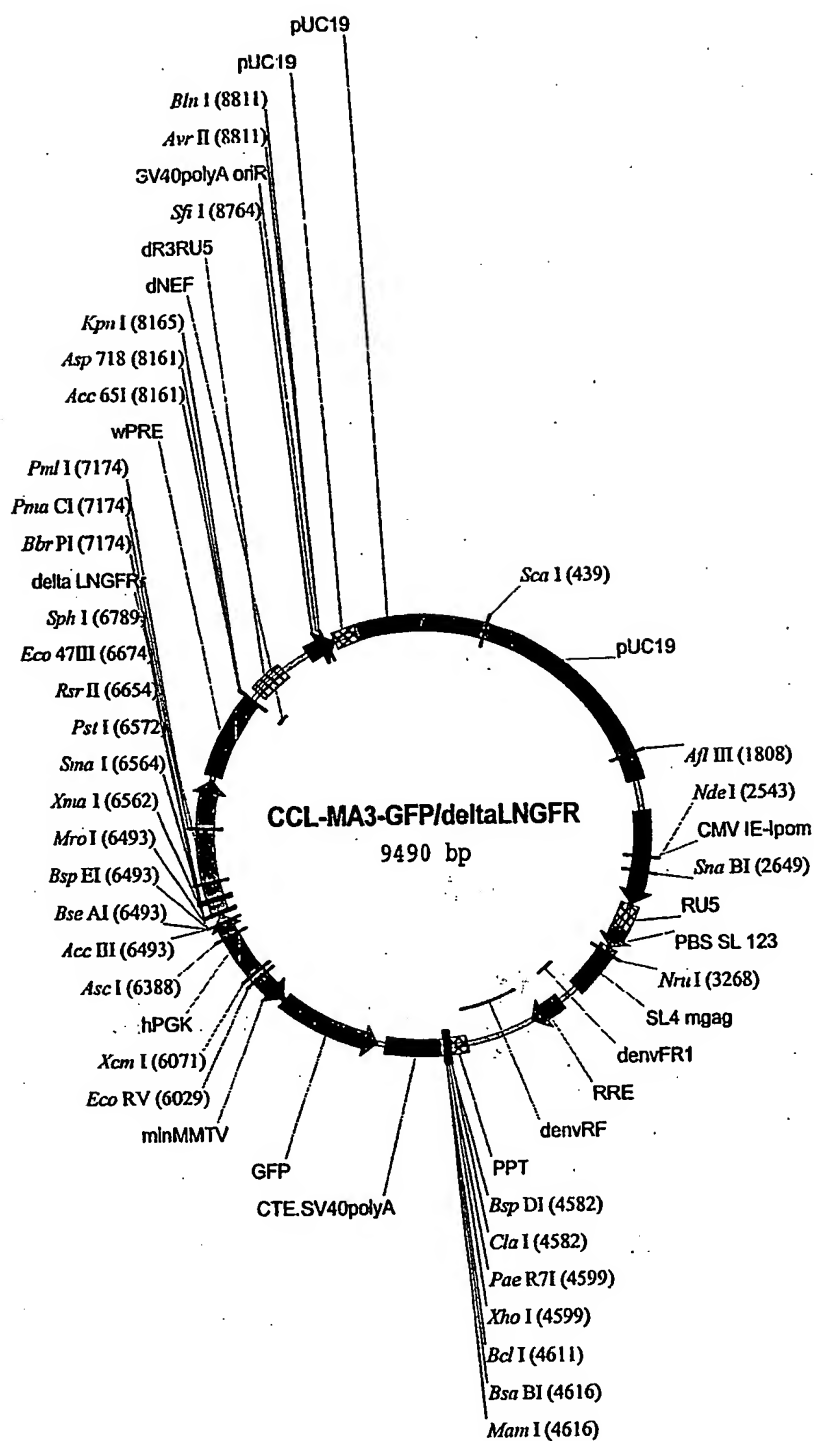 pUC19
pUC19
Bln I (8811)
Avr II (8811)
SV40polyA oriR
Sfi I (8764)
dR3RU5
dNEF
Kpn I (8165)
Asp 718 (8161)
Acc 65I (8161)
wPRE
Pml I (7174)
Pma CI (7174)
Bbr PI (7174)
delta LNGFR
Sph I (6789)
Eco 47III (6674)
Rsr II (6654)
Pst I (6572)
Sma I (6564)
Xma I (6562)
Mro I (6493)
Bsp EI (6493)
Bse AI (6493)
Acc III (6493)
Asc I (6388)
hPGK
Xcm I (6071)
Eco RV (6029)
minMMTV
GFP
CTE.SV40polyA
Sca I (439)
pUC19
Afl III (1808)
Nde I (2543)
CMV IE-lpom
Sna BI (2649)
RU5
PBS SL 123
Nru I (3268)
SL4 mgag
denvFR1
RRE
denvRF
PPT
Bsp DI (4582)
Cla I (4582)
Pae R7I (4599)
Xho I (4599)
Bcl I (4611)
Bsa BI (4616)
Mam I (4616)
CCL-MA3-GFP/deltaLNGFR
9490 bp